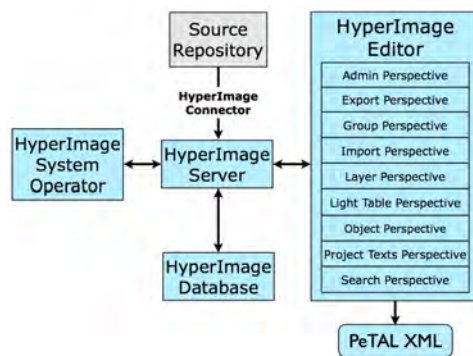 Source
Repository
HyperImage
Connector
HyperImage
System
Operator
HyperImage
Server
HyperImage
Database
HyperImage
Editor
Admin Perspective
Export Perspective
Group Perspective
Import Perspective
Layer Perspective
Light Table Perspective
Object Perspective
Project Texts Perspective
Search Perspective
PeTAL XML